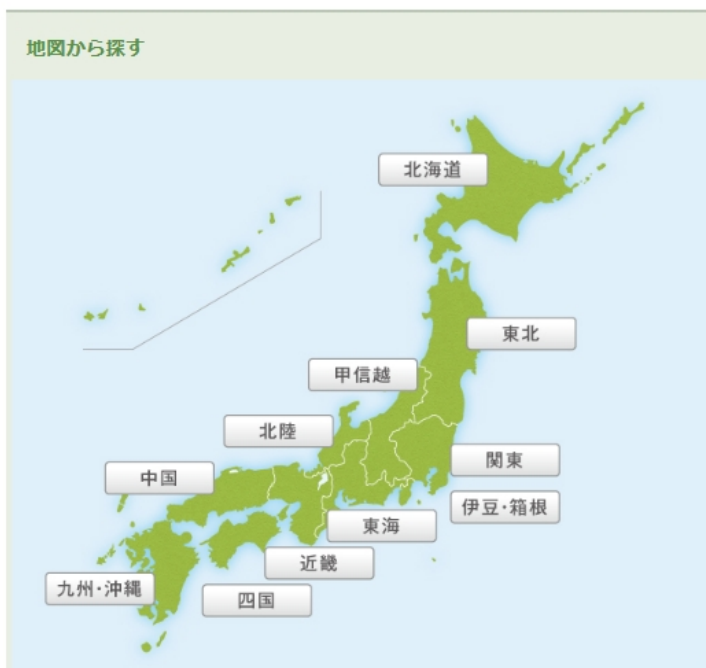 地図から探す
北海道
東北
甲信越
北陸
関東
中国
伊豆・箱根
東海
近畿
九州・沖縄
四国